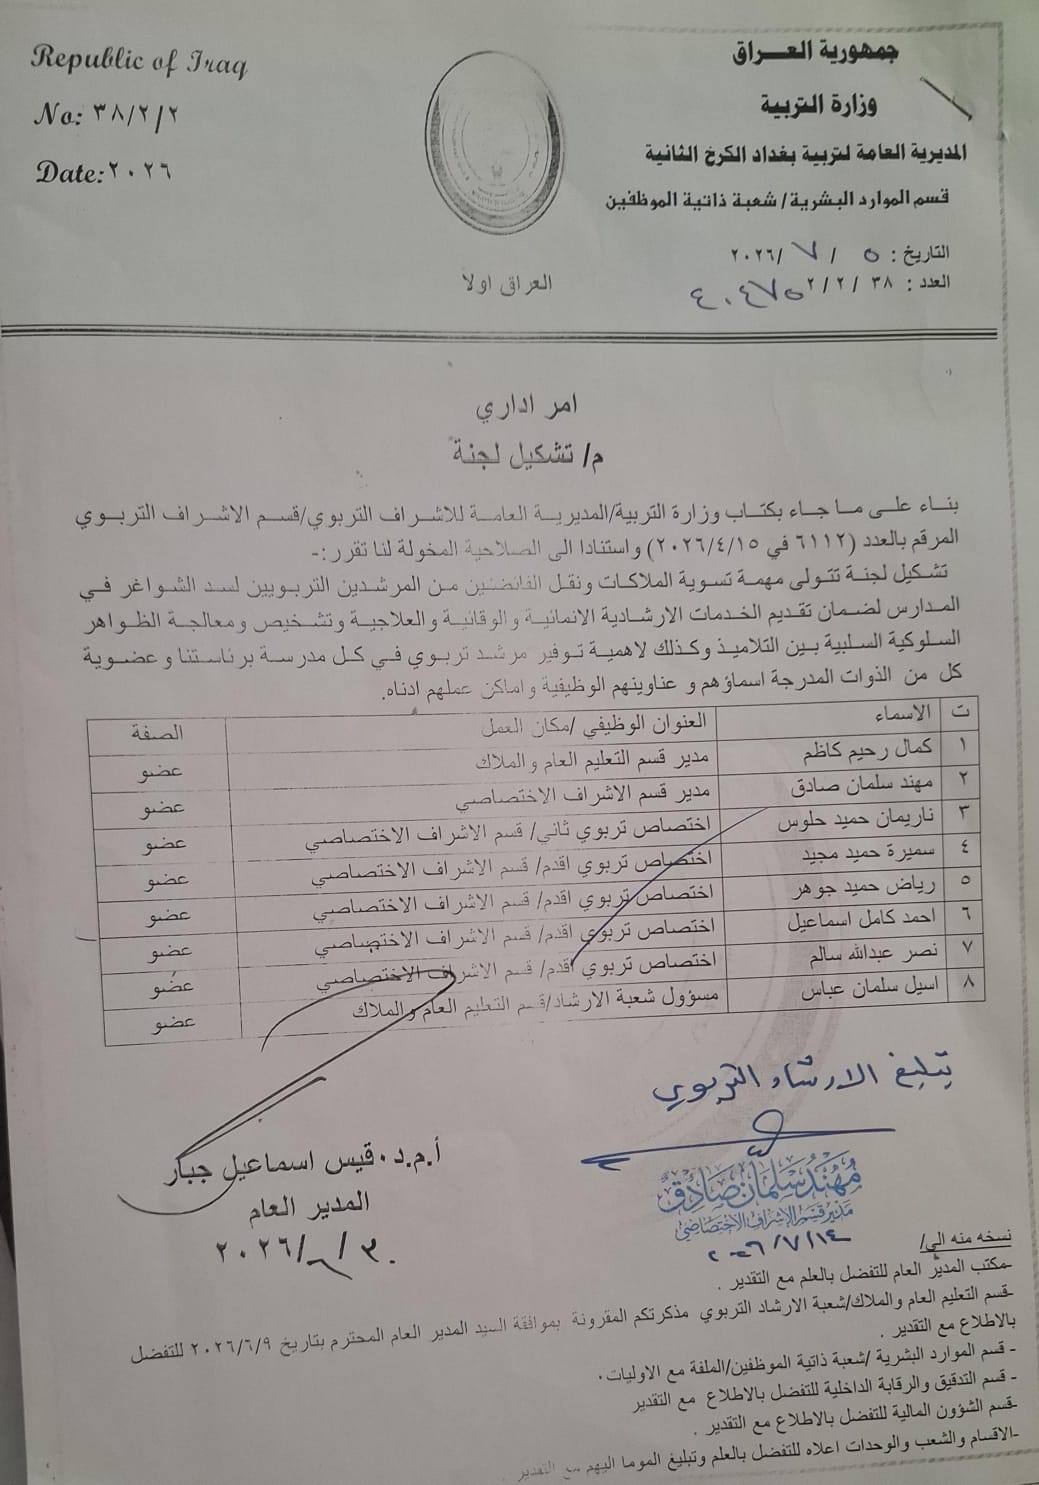 جمهورية العراق
وزارة التربية
المديرية العامة لتربية بغداد الكرخ الثانية
قسم الموارد البشرية / شعبة ذاتية الموظفين
التاريخ : ٥ / ٧ /٢٠٢٦
العدد : ٣٨ /٢/٢ ٤٠٤٧٥
Republic of Iraq
No: ٣٨/٢/٢
Date:٢٠٢٦
العراق اولا
امر اداري
م/ تشكيل لجنة
بناء على ما جاء بكتاب وزارة التربية/المديرية العامة للاشراف التربوي/قسم الاشراف التربوي
المرقم بالعدد (٦١١٢ في ٢٠٢٦/٤/١٥) واستنادا الى الصلاحية المخولة لنا تقرر:-
تشكيل لجنة تتولى مهمة تسوية الملاكات ونقل الفائضين من المرشدين التربويين لسد الشواغر في
المدارس لضمان تقديم الخدمات الارشادية الانمائية والوقائية والعلاجية وتشخيص ومعالجة الظواهر
السلوكية السلبية بين التلاميذ وكذلك لاهمية توفير مرشد تربوي في كل مدرسة برئاستنا وعضوية
كل من الذوات المدرجة اسماؤهم و عناوينهم الوظيفية واماكن عملهم ادناه.
ت الاسماء العنوان الوظيفي /مكان العمل الصفة
١ كمال رحيم كاظم مدير قسم التعليم العام والملاك عضو
٢ مهند سلمان صادق مدير قسم الاشراف الاختصاصي عضو
٣ ناريمان حميد حلوس اختصاص تربوي ثاني/ قسم الاشراف الاختصاصي عضو
٤ سميرة حميد مجيد اختصاص تربوي اقدم/ قسم الاشراف الاختصاصي عضو
٥ رياض حميد جوهر اختصاص تربوي اقدم/ قسم الاشراف الاختصاصي عضو
٦ احمد كامل اسماعيل اختصاص تربوي اقدم/ قسم الاشراف الاختصاصي عضو
٧ نصر عبدالله سالم اختصاص تربوي اقدم/ قسم الاشراف الاختصاصي عضو
٨ اسيل سلمان عباس مسؤول شعبة الارشاد/قسم التعليم العام والملاك عضو
تبليغ الارشاد التربوي
مهند سلمان صادق
مدير قسم الإشراف الاختصاصي
٢٠٢٦/٧/١٤
أ.م.د. قيس اسماعيل جبار
المدير العام
٢٠٢٦/٦/٣٠
نسخه منه الى/
-مكتب المدير العام للتفضل بالعلم مع التقدير .
-قسم التعليم العام والملاك/شعبة الارشاد التربوي مذكرتكم المقرونة بموافقة السيد المدير العام المحترم بتاريخ ٢٠٢٦/٦/٩ للتفضل
بالاطلاع مع التقدير .
- قسم الموارد البشرية /شعبة ذاتية الموظفين/الملفة مع الاوليات.
- قسم التدقيق والرقابة الداخلية للتفضل بالاطلاع مع التقدير
-قسم الشؤون المالية للتفضل بالاطلاع مع التقدير .
-الاقسام والشعب والوحدات اعلاه للتفضل بالعلم وتبليغ الموما اليهم مع التقدير .